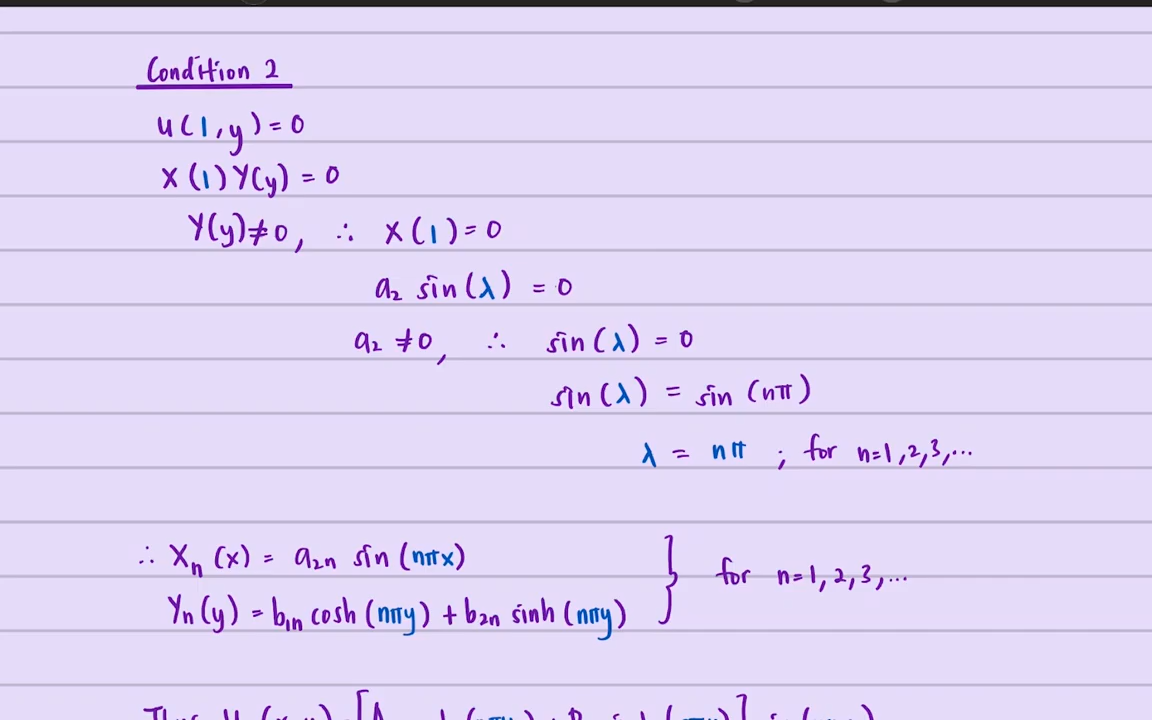 Condition 2
u(1,y)=0
X(1)Y(y) = 0
Y(y)≠0, ∴ X(1)=0
a₂ sin(λ) = 0
a₂ ≠0, ∴ sin(λ) = 0
sin(λ) = sin (nπ)
λ = nπ ; for n=1,2,3,...
∴ Xₙ(x) = a₂ₙ sin(nπx)
Yₙ(y) = b₁ₙ cosh(nπy) + b₂ₙ sinh(nπy) } for n=1,2,3,...